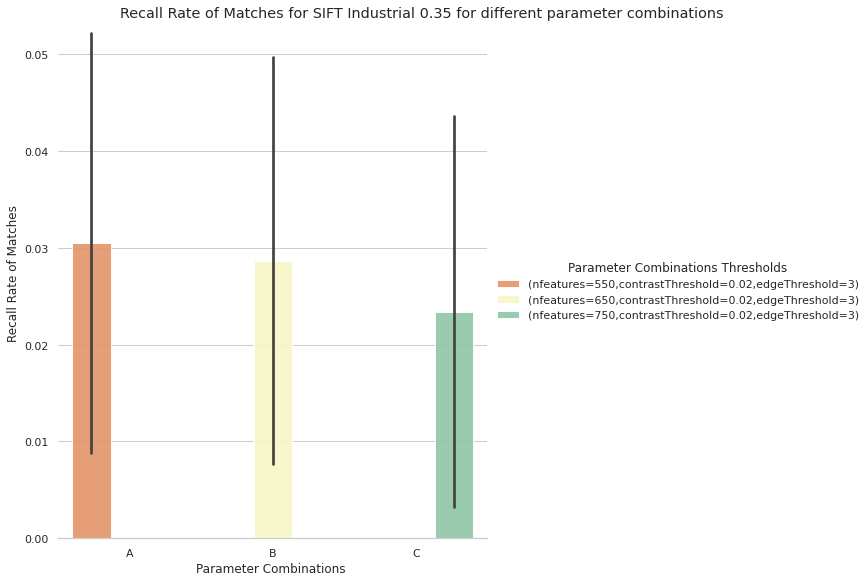 Recall Rate of Matches for SIFT Industrial 0.35 for different parameter combinations
0.05
0.04
0.03
0.02
0.01
0.00
Recall Rate of Matches
A B C
Parameter Combinations
Parameter Combinations Thresholds
(nfeatures=550,contrastThreshold=0.02,edgeThreshold=3)
(nfeatures=650,contrastThreshold=0.02,edgeThreshold=3)
(nfeatures=750,contrastThreshold=0.02,edgeThreshold=3)